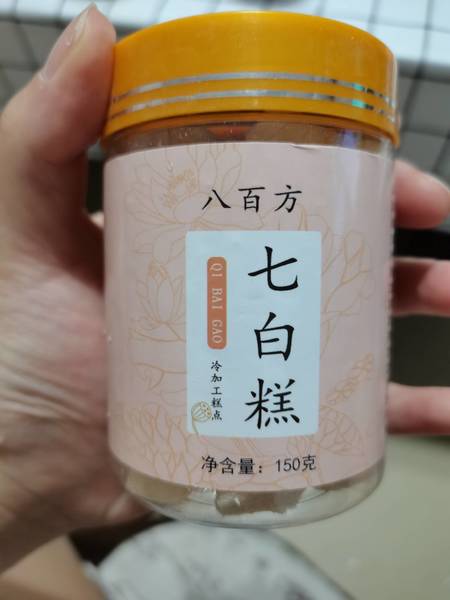 八百方
七白糕
QI BAI GAO
冷加工糕点
净含量：150克